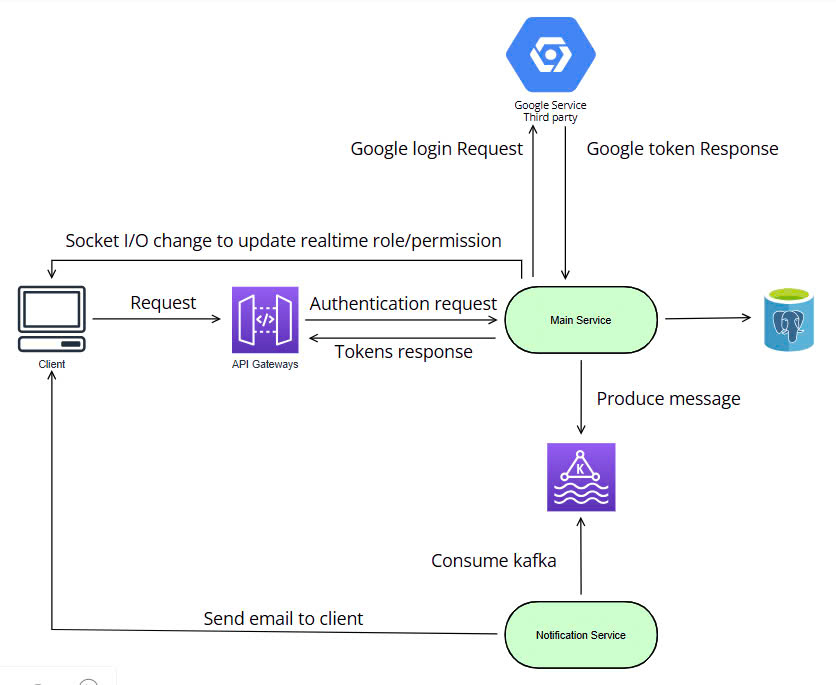 Google Service
Third party
Google login Request
Google token Response
Socket I/O change to update realtime role/permission
Request
</>
Authentication request
Main Service
Tokens response
Client
API Gateways
Produce message
K
Consume kafka
Send email to client
Notification Service